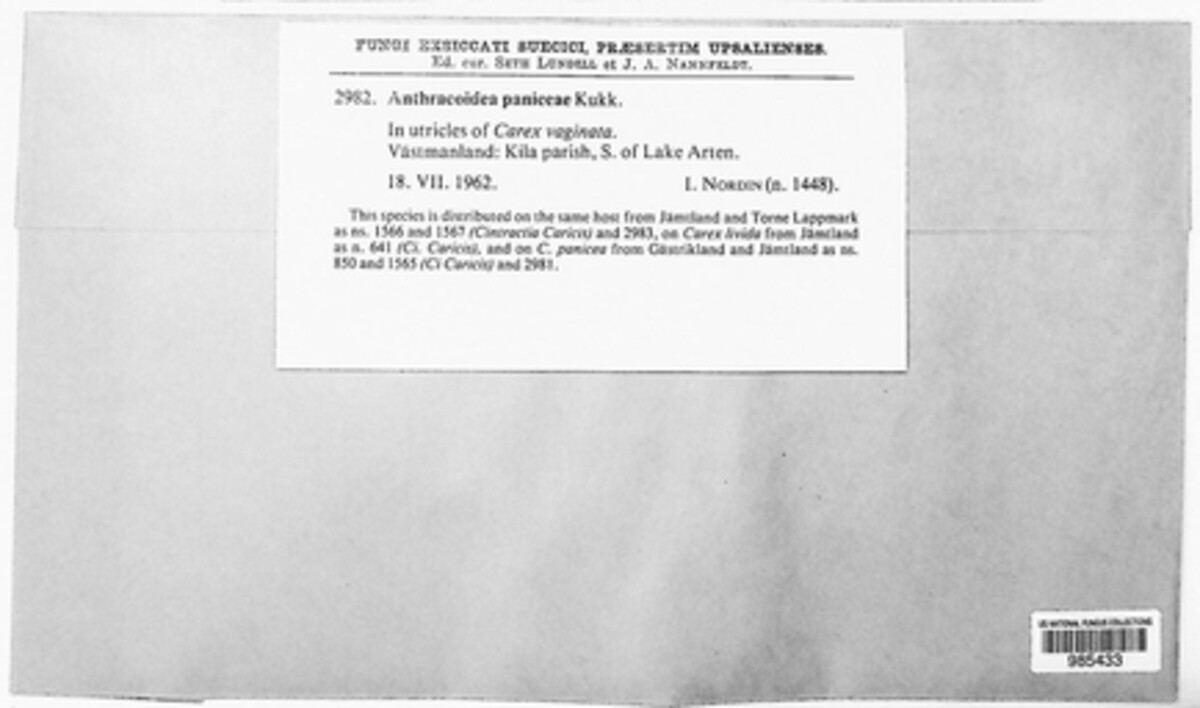 FUNGI EXSICCATI SUECICI, PRÆSERTIM UPSALIENSES.
Ed. cur. SETH LUNDELL et J. A. NANNFELDT.
2982. Anthracoidea paniceae Kukk.
In utricles of Carex vaginata.
Västmanland: Kila parish, S. of Lake Arten.
18. VII. 1962. I. NORDIN (n. 1448).
This species is distributed on the same host from Jämtland and Torne Lappmark
as ns. 1566 and 1567 (Cintractia Caricis) and 2983, on Carex livida from Jämtland
as n. 641 (Ci. Caricis), and on C. panicea from Gästrikland and Jämtland as ns.
850 and 1565 (Ci Caricis) and 2981.
US NATIONAL FUNGUS COLLECTIONS
985433